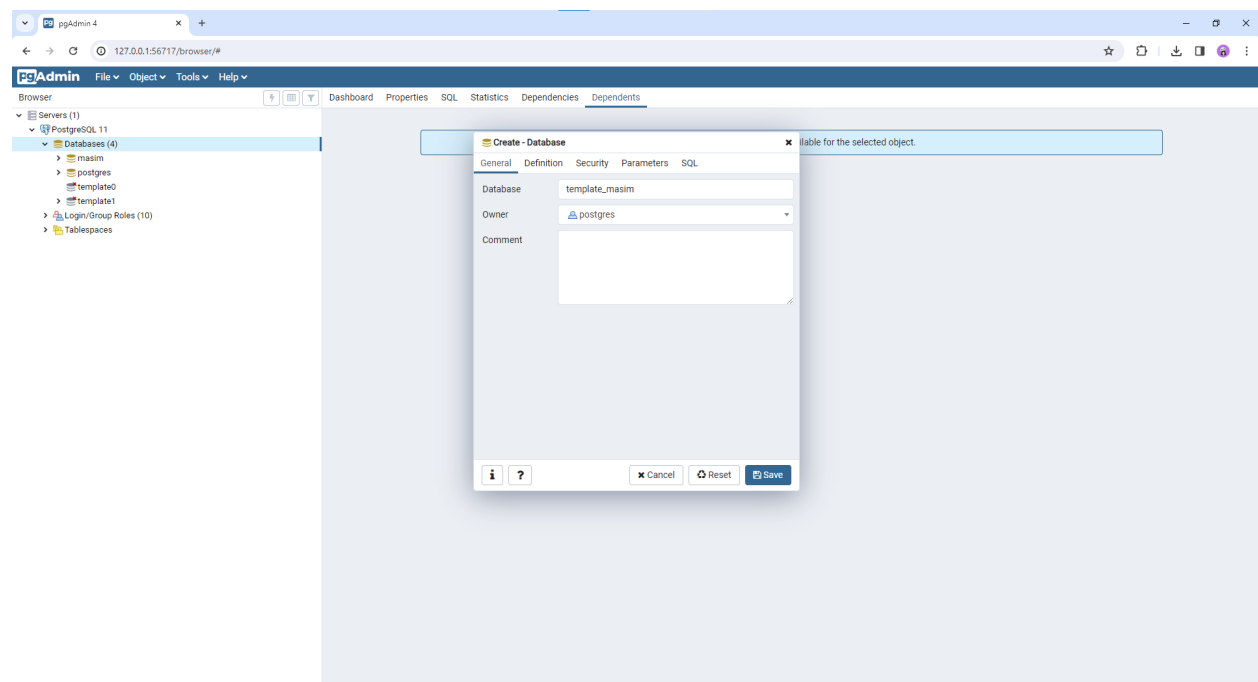 pgAdmin 4
127.0.0.1:56717/browser/#
pgAdmin File Object Tools Help
Browser
Dashboard Properties SQL Statistics Dependencies Dependents
Servers (1)
PostgreSQL 11
Databases (4)
masim
postgres
template0
template1
Login/Group Roles (10)
Tablespaces
ilable for the selected object.
Create - Database
General Definition Security Parameters SQL
Database template_masim
Owner postgres
Comment
i ? Cancel Reset Save